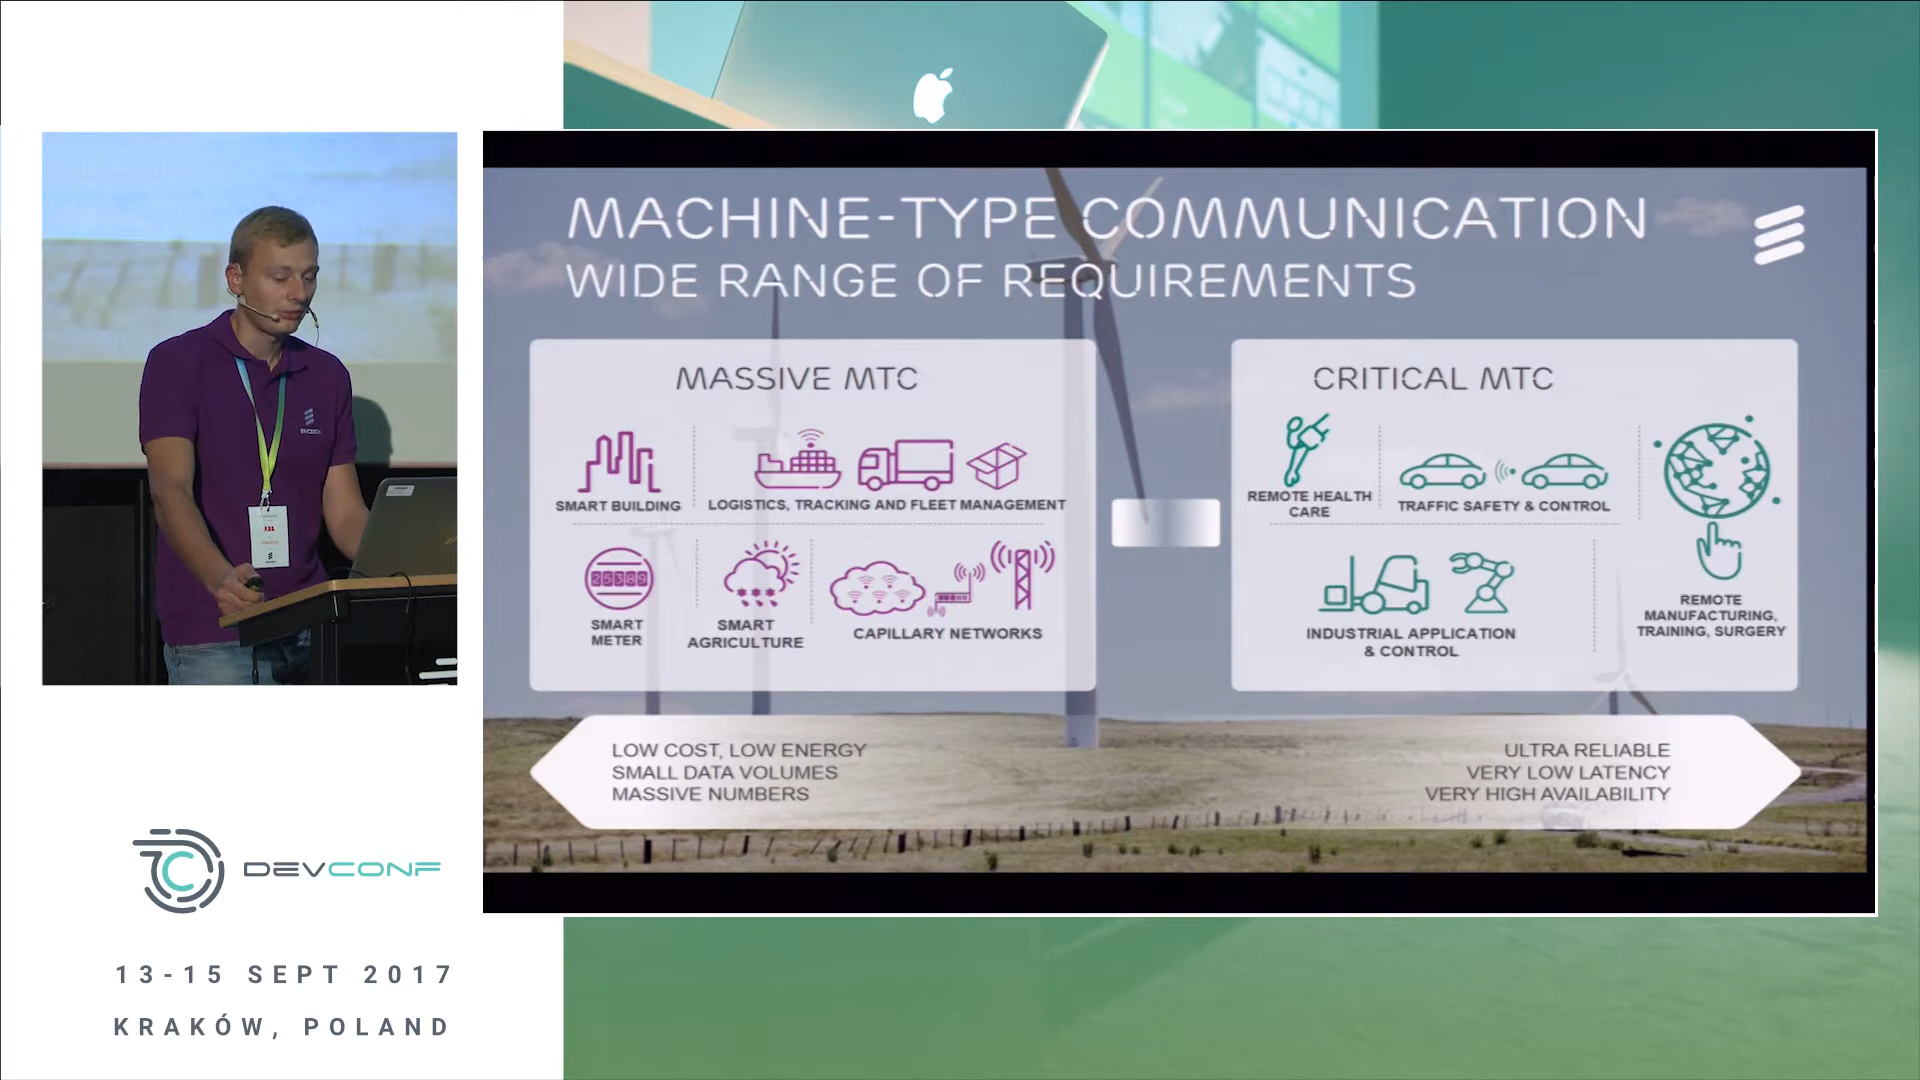 MACHINE-TYPE COMMUNICATION
WIDE RANGE OF REQUIREMENTS
MASSIVE MTC
SMART BUILDING
LOGISTICS, TRACKING AND FLEET MANAGEMENT
25389
SMART
METER
SMART
AGRICULTURE
CAPILLARY NETWORKS
CRITICAL MTC
REMOTE HEALTH
CARE
TRAFFIC SAFETY & CONTROL
INDUSTRIAL APPLICATION
& CONTROL
REMOTE
MANUFACTURING,
TRAINING, SURGERY
LOW COST, LOW ENERGY
SMALL DATA VOLUMES
MASSIVE NUMBERS
ULTRA RELIABLE
VERY LOW LATENCY
VERY HIGH AVAILABILITY
ERICSSON
ABB
DEVCONF
13-15 SEPT 2017
KRAKÓW, POLAND